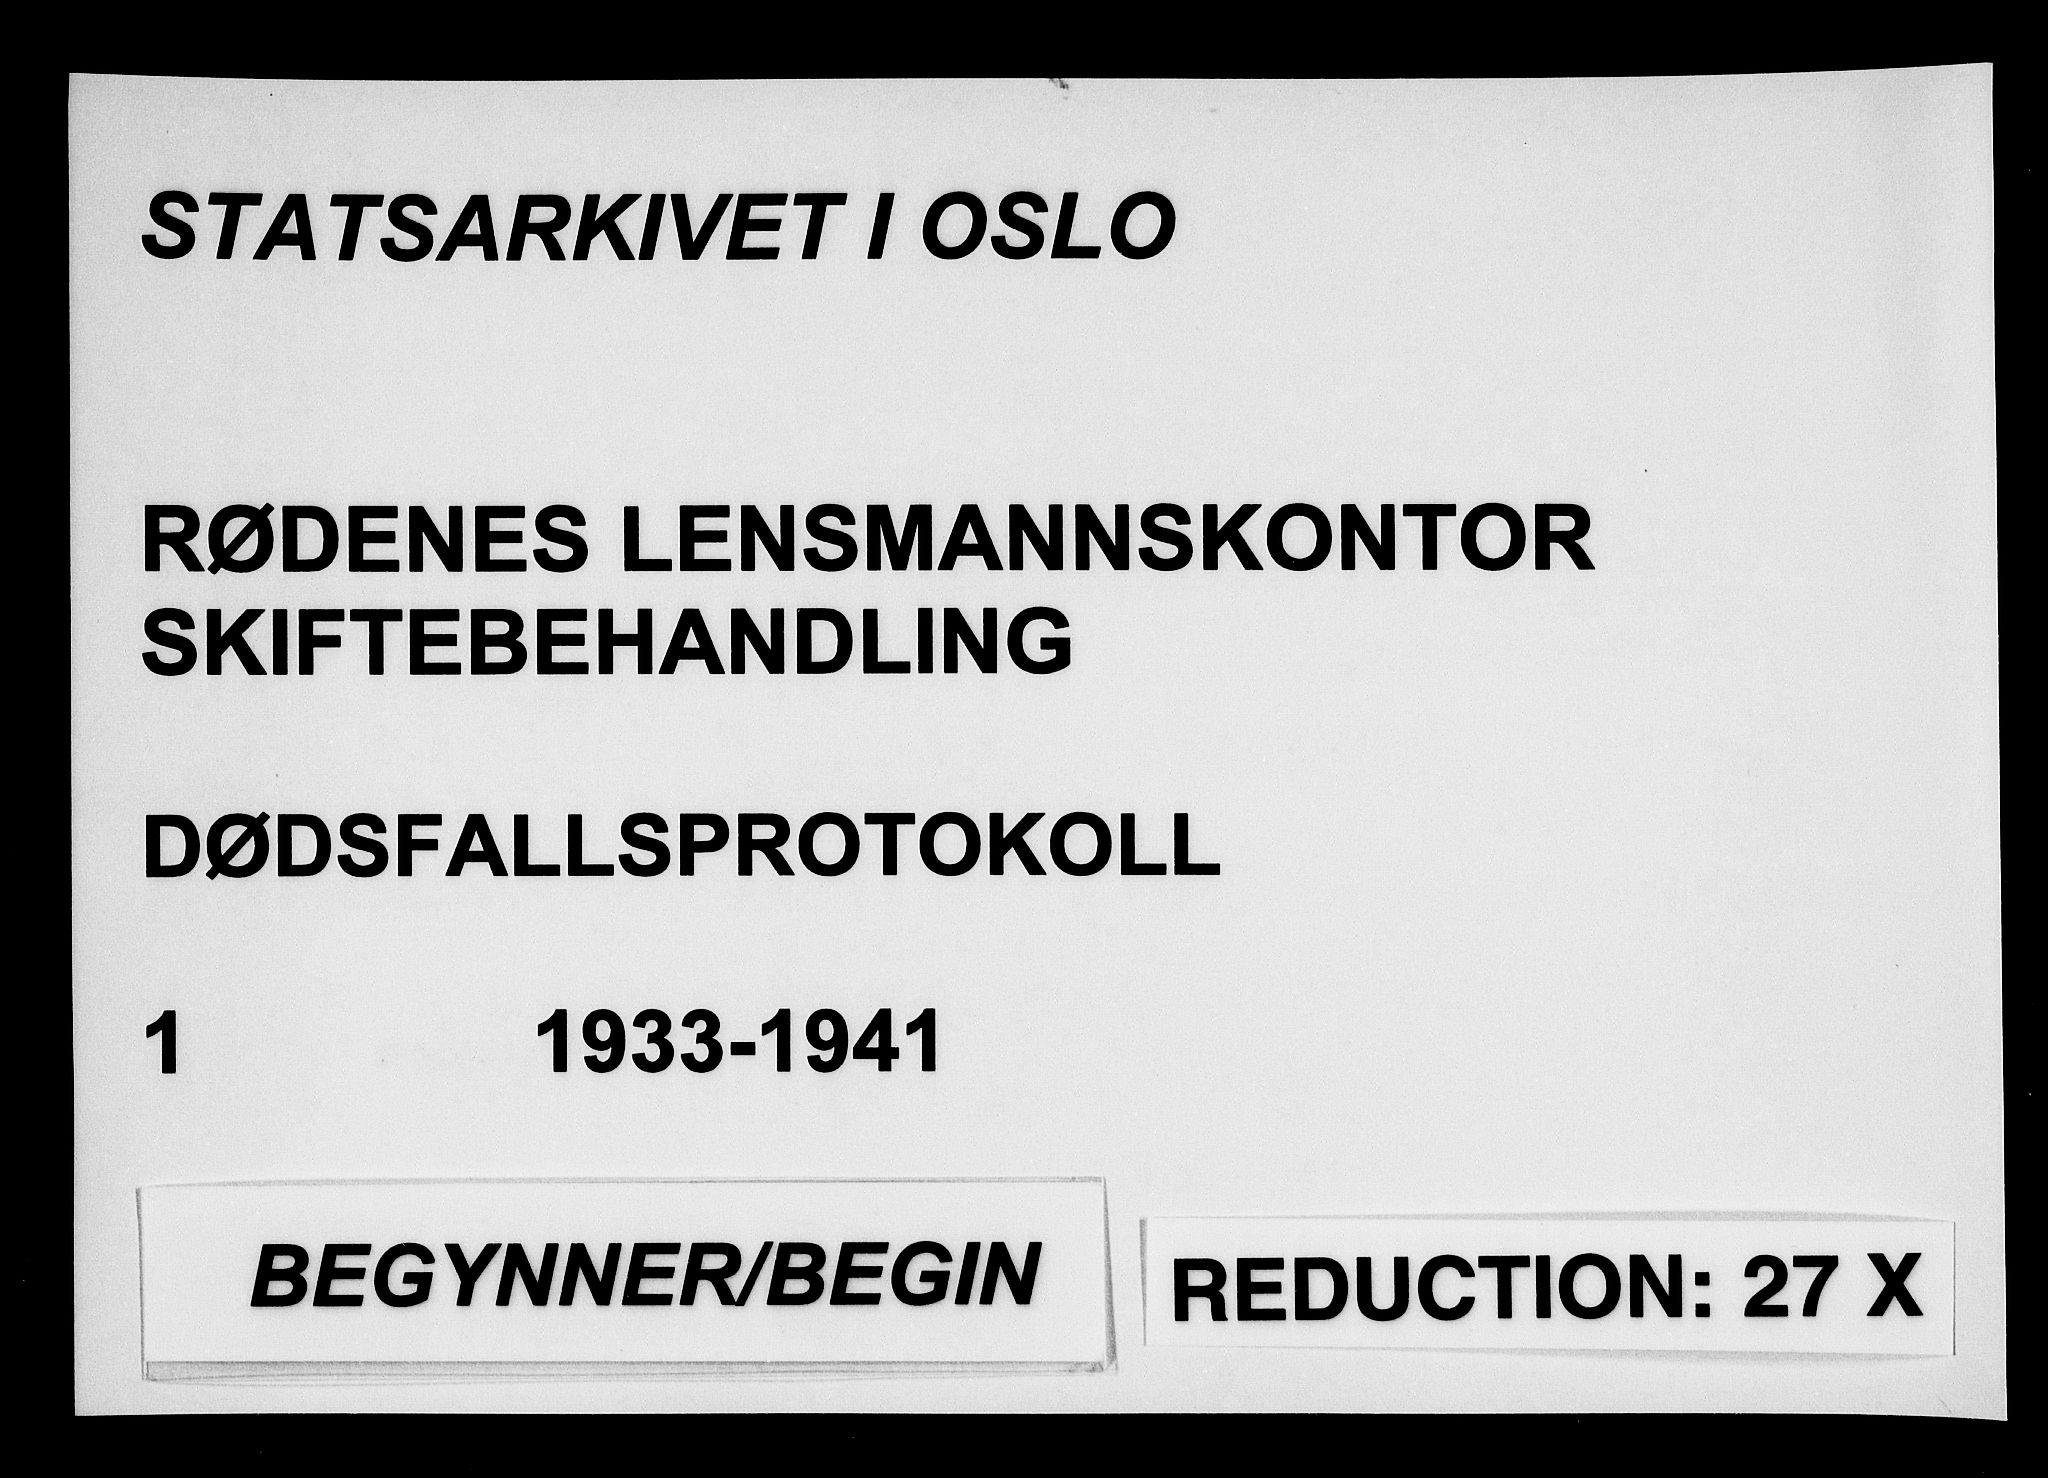 STATSARKIVET I OSLO
RØDENES LENSMANNSKONTOR
SKIFTEBEHANDLING
DØDSFALLSPROTOKOLL
1 1933-1941
BEGYNNER/BEGIN
REDUCTION: 27 X